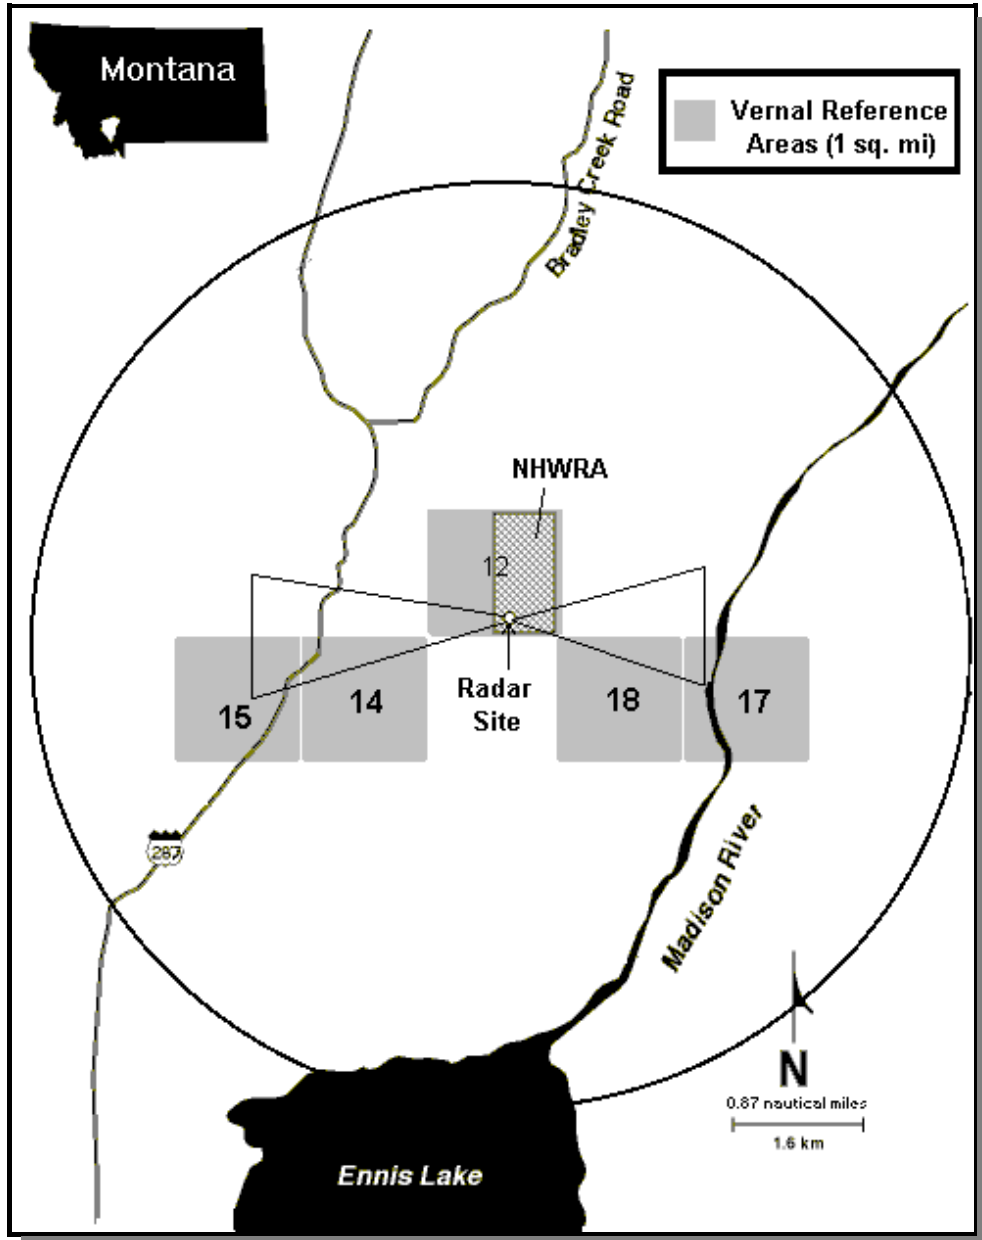 Montana
Vernal Reference
Areas (1 sq. mi)
Bradley Creek Road
NHWRA
12
Radar
Site
15
14
18
17
287
Madison River
N
0.87 nautical miles
1.6 km
Ennis Lake